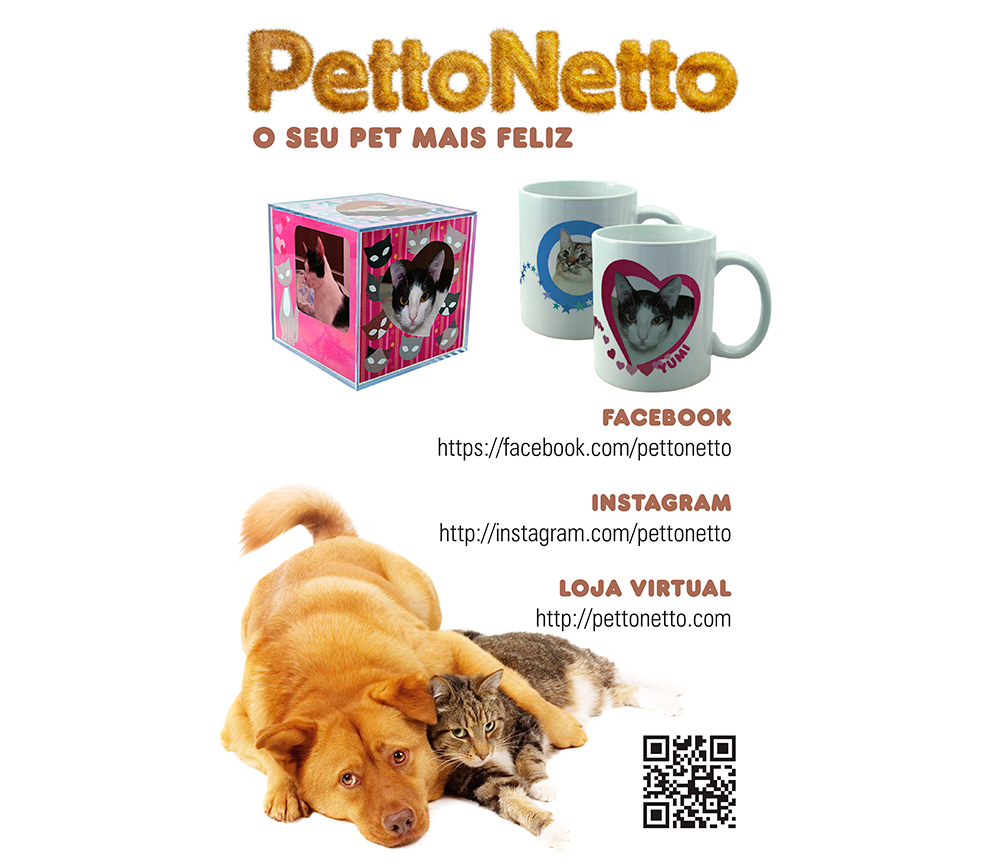 PettoNetto
O SEU PET MAIS FELIZ
YUMI
FACEBOOK
https://facebook.com/pettonetto
INSTAGRAM
http://instagram.com/pettonetto
LOJA VIRTUAL
http://pettonetto.com